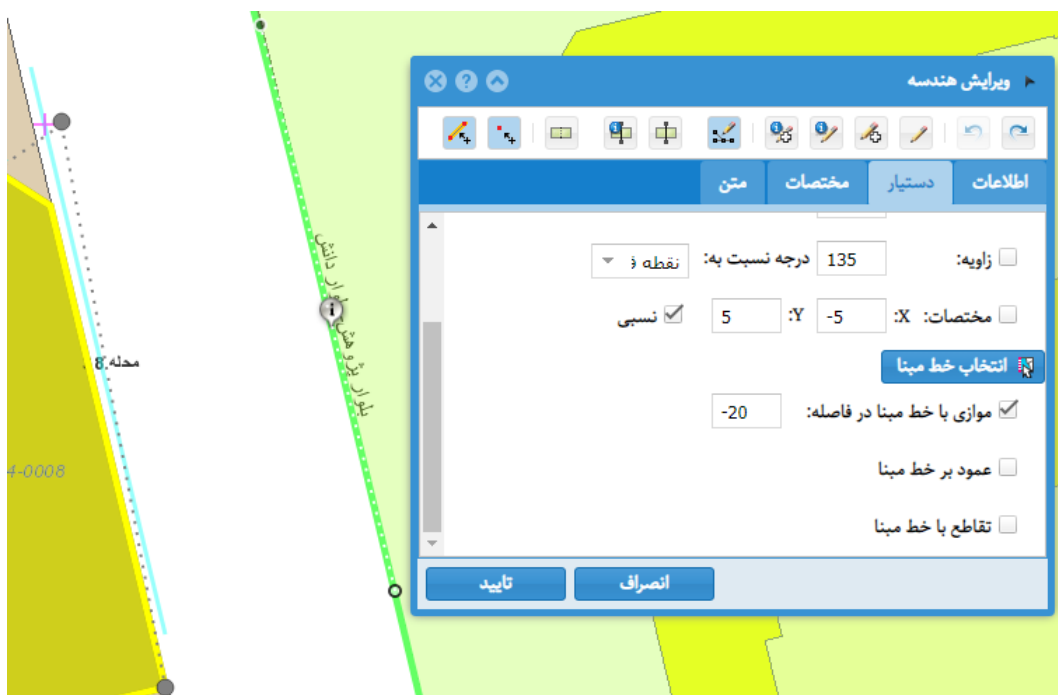 ویرایش هندسه
اطلاعات
دستیار
مختصات
متن
زاویه: 135 درجه نسبت به: نقطه ق
مختصات: X: -5 Y: 5 نسبی
انتخاب خط مبنا
موازی با خط مبنا در فاصله: -20
عمود بر خط مبنا
تقاطع با خط مبنا
انصراف
تایید
بلوار پژوهش-بلوار دانش
محله.8
4-0008